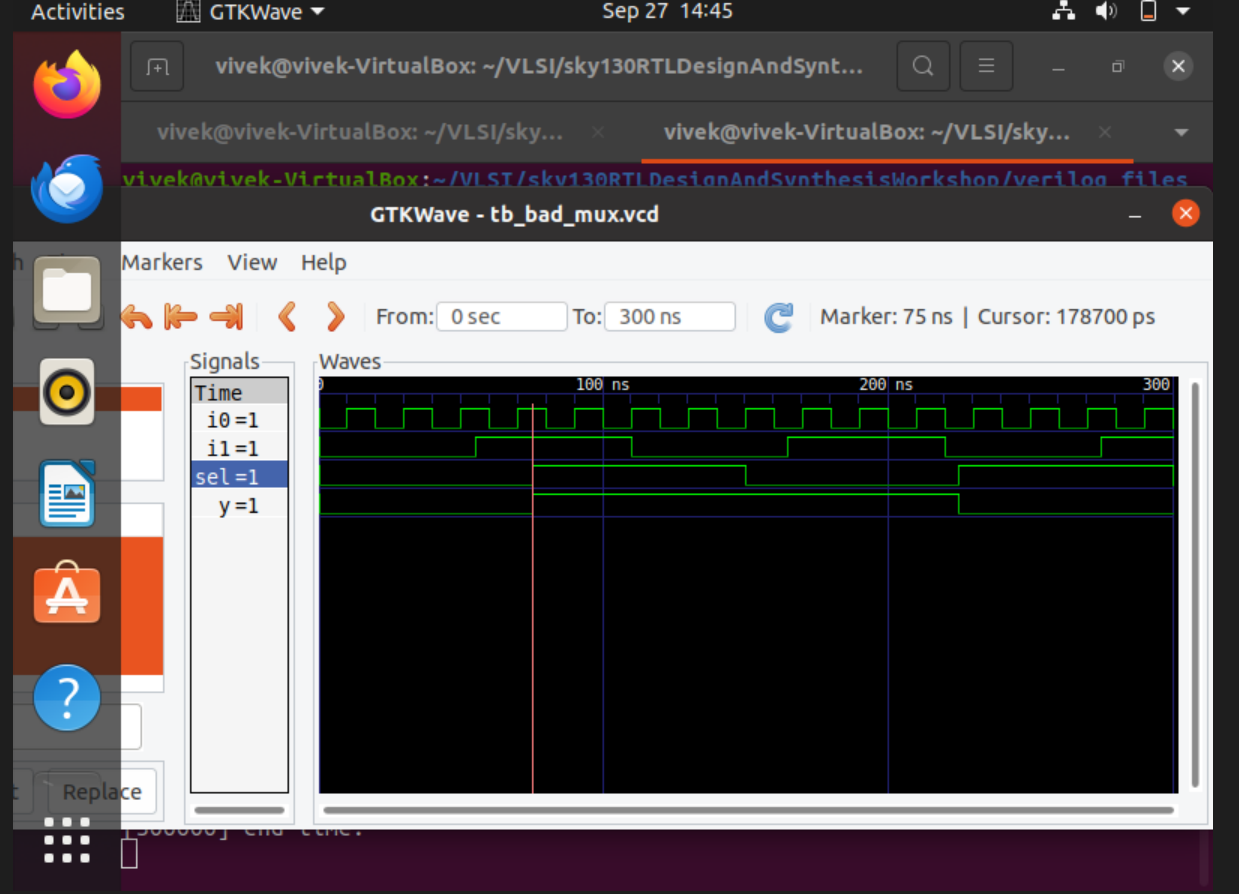 Activities
GTKWave
Sep 27 14:45
vivek@vivek-VirtualBox: ~/VLSI/sky130RTLDesignAndSynt...
vivek@vivek-VirtualBox: ~/VLSI/sky...
vivek@vivek-VirtualBox: ~/VLSI/sky...
vivek@vivek-VirtualBox:~/VLSI/sky130RTLDesignAndSynthesisWorkshop/verilog_files
GTKWave - tb_bad_mux.vcd
Markers View Help
From: 0 sec To: 300 ns
Marker: 75 ns | Cursor: 178700 ps
Signals
Waves
Time
0 100 ns 200 ns 300
i0 =1
i1 =1
sel =1
y =1
Replace
[300000] end time.